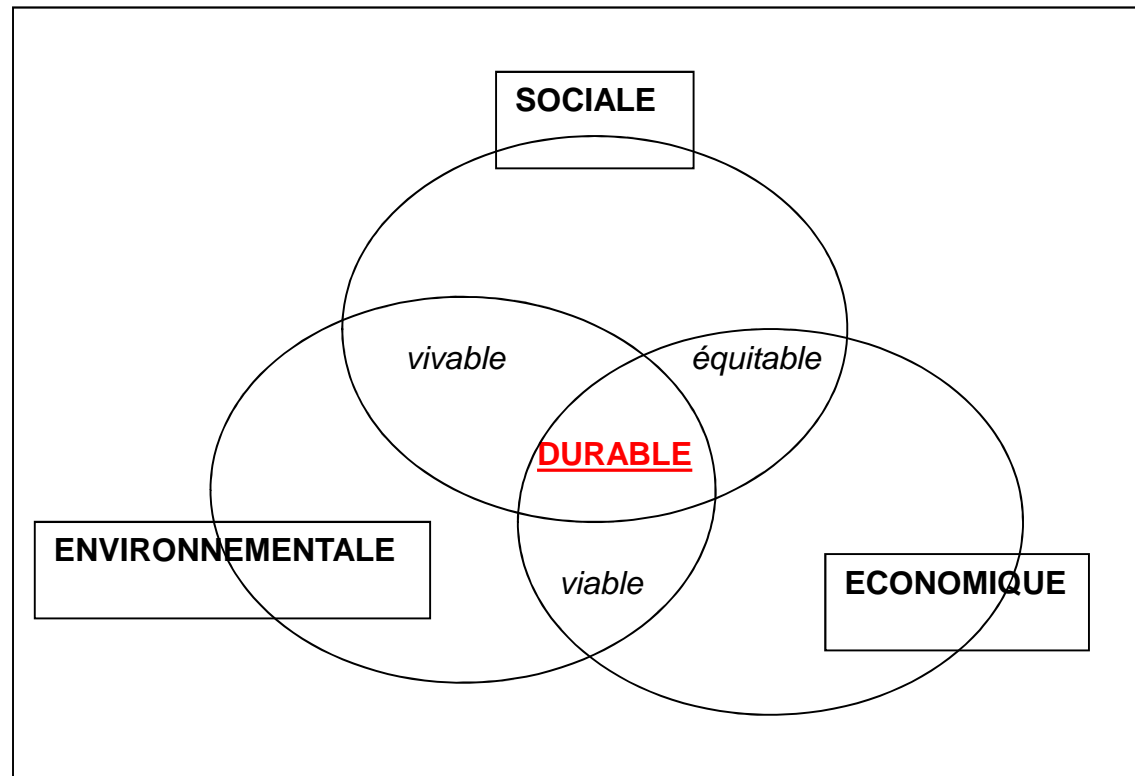 SOCIALE
vivable
équitable
DURABLE
ENVIRONNEMENTALE
viable
ECONOMIQUE